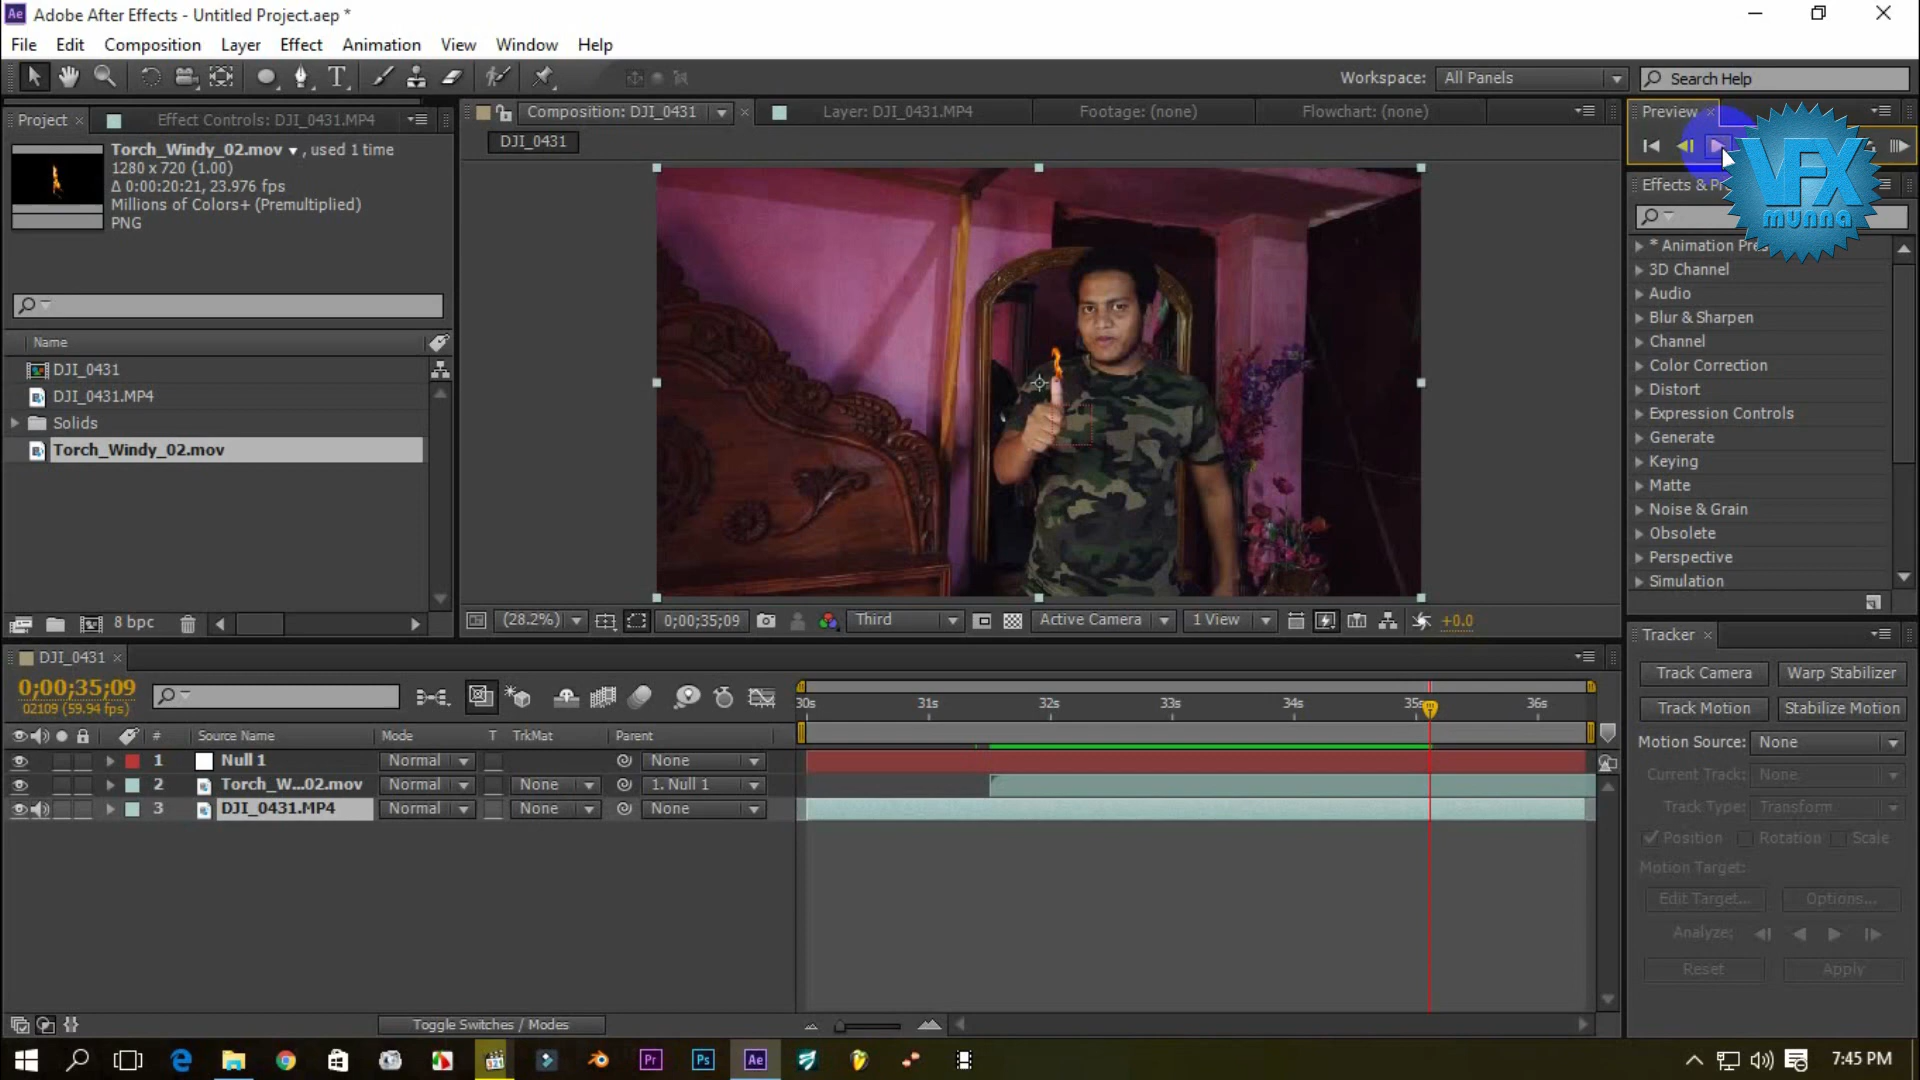 Adobe After Effects - Untitled Project.aep *
File Edit Composition Layer Effect Animation View Window Help
Workspace: All Panels Search Help
Project Effect Controls: DJI_0431.MP4 Composition: DJI_0431 Layer: DJI_0431.MP4 Footage: (none) Flowchart: (none) Preview
DJI_0431
Torch_Windy_02.mov , used 1 time
1280 x 720 (1.00)
Δ 0:00:20:21, 23.976 fps
Millions of Colors+ (Premultiplied)
PNG
VFX
munna
Effects & Pr
* Animation Pres
3D Channel
Audio
Blur & Sharpen
Channel
Color Correction
Distort
Expression Controls
Generate
Keying
Matte
Noise & Grain
Obsolete
Perspective
Simulation
Name
DJI_0431
DJI_0431.MP4
Solids
Torch_Windy_02.mov
8 bpc
(28.2%) 0;00;35;09 Third Active Camera 1 View +0.0
DJI_0431
0;00;35;09
02109 (59.94 fps)
30s 31s 32s 33s 34s 35s 36s
# Source Name Mode T TrkMat Parent
1 Null 1 Normal None
2 Torch_W...02.mov Normal None 1. Null 1
3 DJI_0431.MP4 Normal None None
Toggle Switches / Modes
Tracker
Track Camera Warp Stabilizer
Track Motion Stabilize Motion
Motion Source: None
Current Track: None
Track Type: Transform
Position Rotation Scale
Motion Target:
Edit Target... Options...
Analyze:
Reset Apply
Pr Ps Ae
7:45 PM